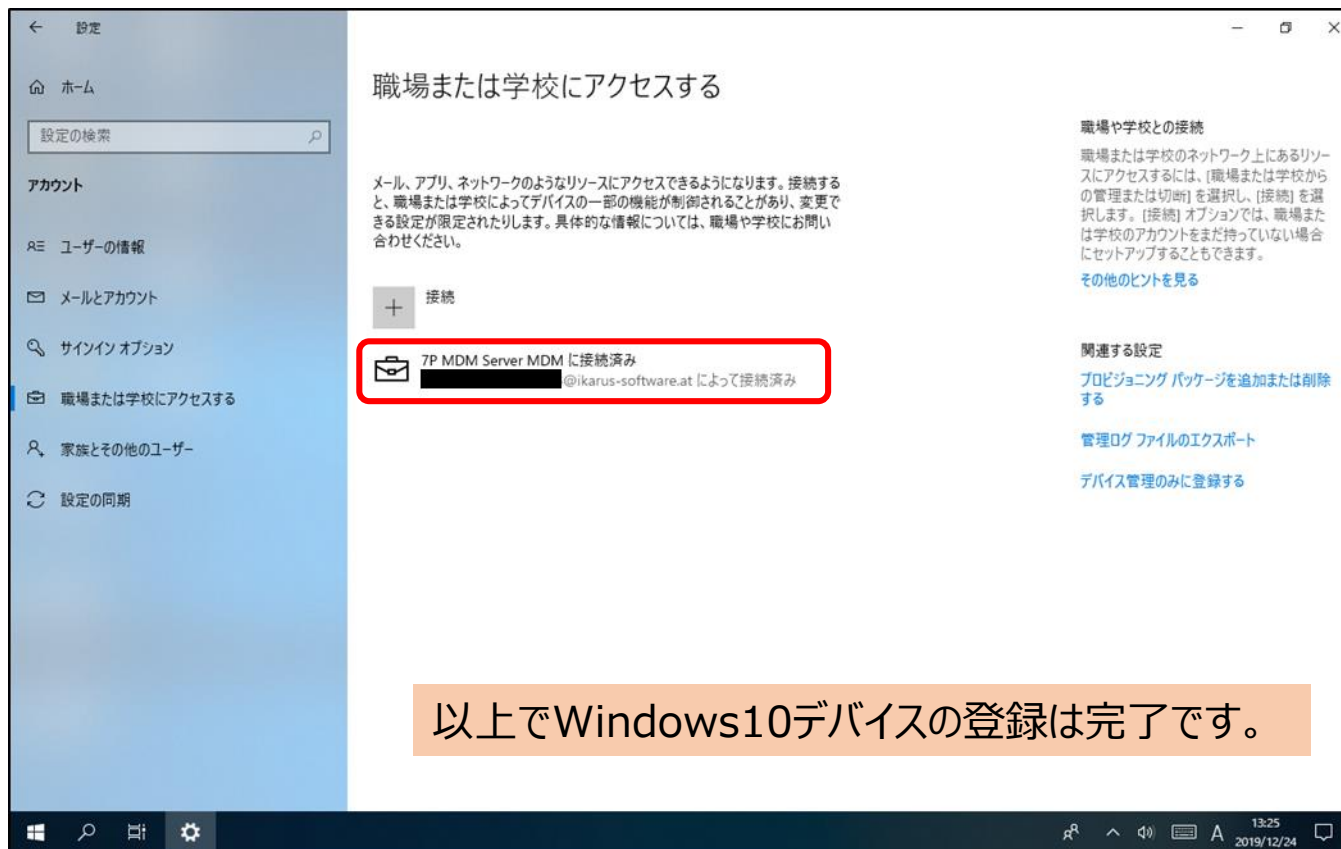 設定
ホーム
設定の検索
アカウント
ユーザーの情報
メールとアカウント
サインイン オプション
職場または学校にアクセスする
家族とその他のユーザー
設定の同期
職場または学校にアクセスする
メール、アプリ、ネットワークのようなリソースにアクセスできるようになります。接続する
と、職場または学校によってデバイスの一部の機能が制御されることがあり、変更で
きる設定が限定されたりします。具体的な情報については、職場や学校にお問い
合わせください。
接続
7P MDM Server MDM に接続済み
@ikarus-software.at によって接続済み
職場や学校との接続
職場または学校のネットワーク上にあるリソー
スにアクセスするには、[職場または学校から
の管理または切断] を選択し、[接続] を選
択します。[接続] オプションでは、職場また
は学校のアカウントをまだ持っていない場合
にセットアップすることもできます。
その他のヒントを見る
関連する設定
プロビジョニング パッケージを追加または削除
する
管理ログ ファイルのエクスポート
デバイス管理のみに登録する
以上でWindows10デバイスの登録は完了です。
A
13:25
2019/12/24